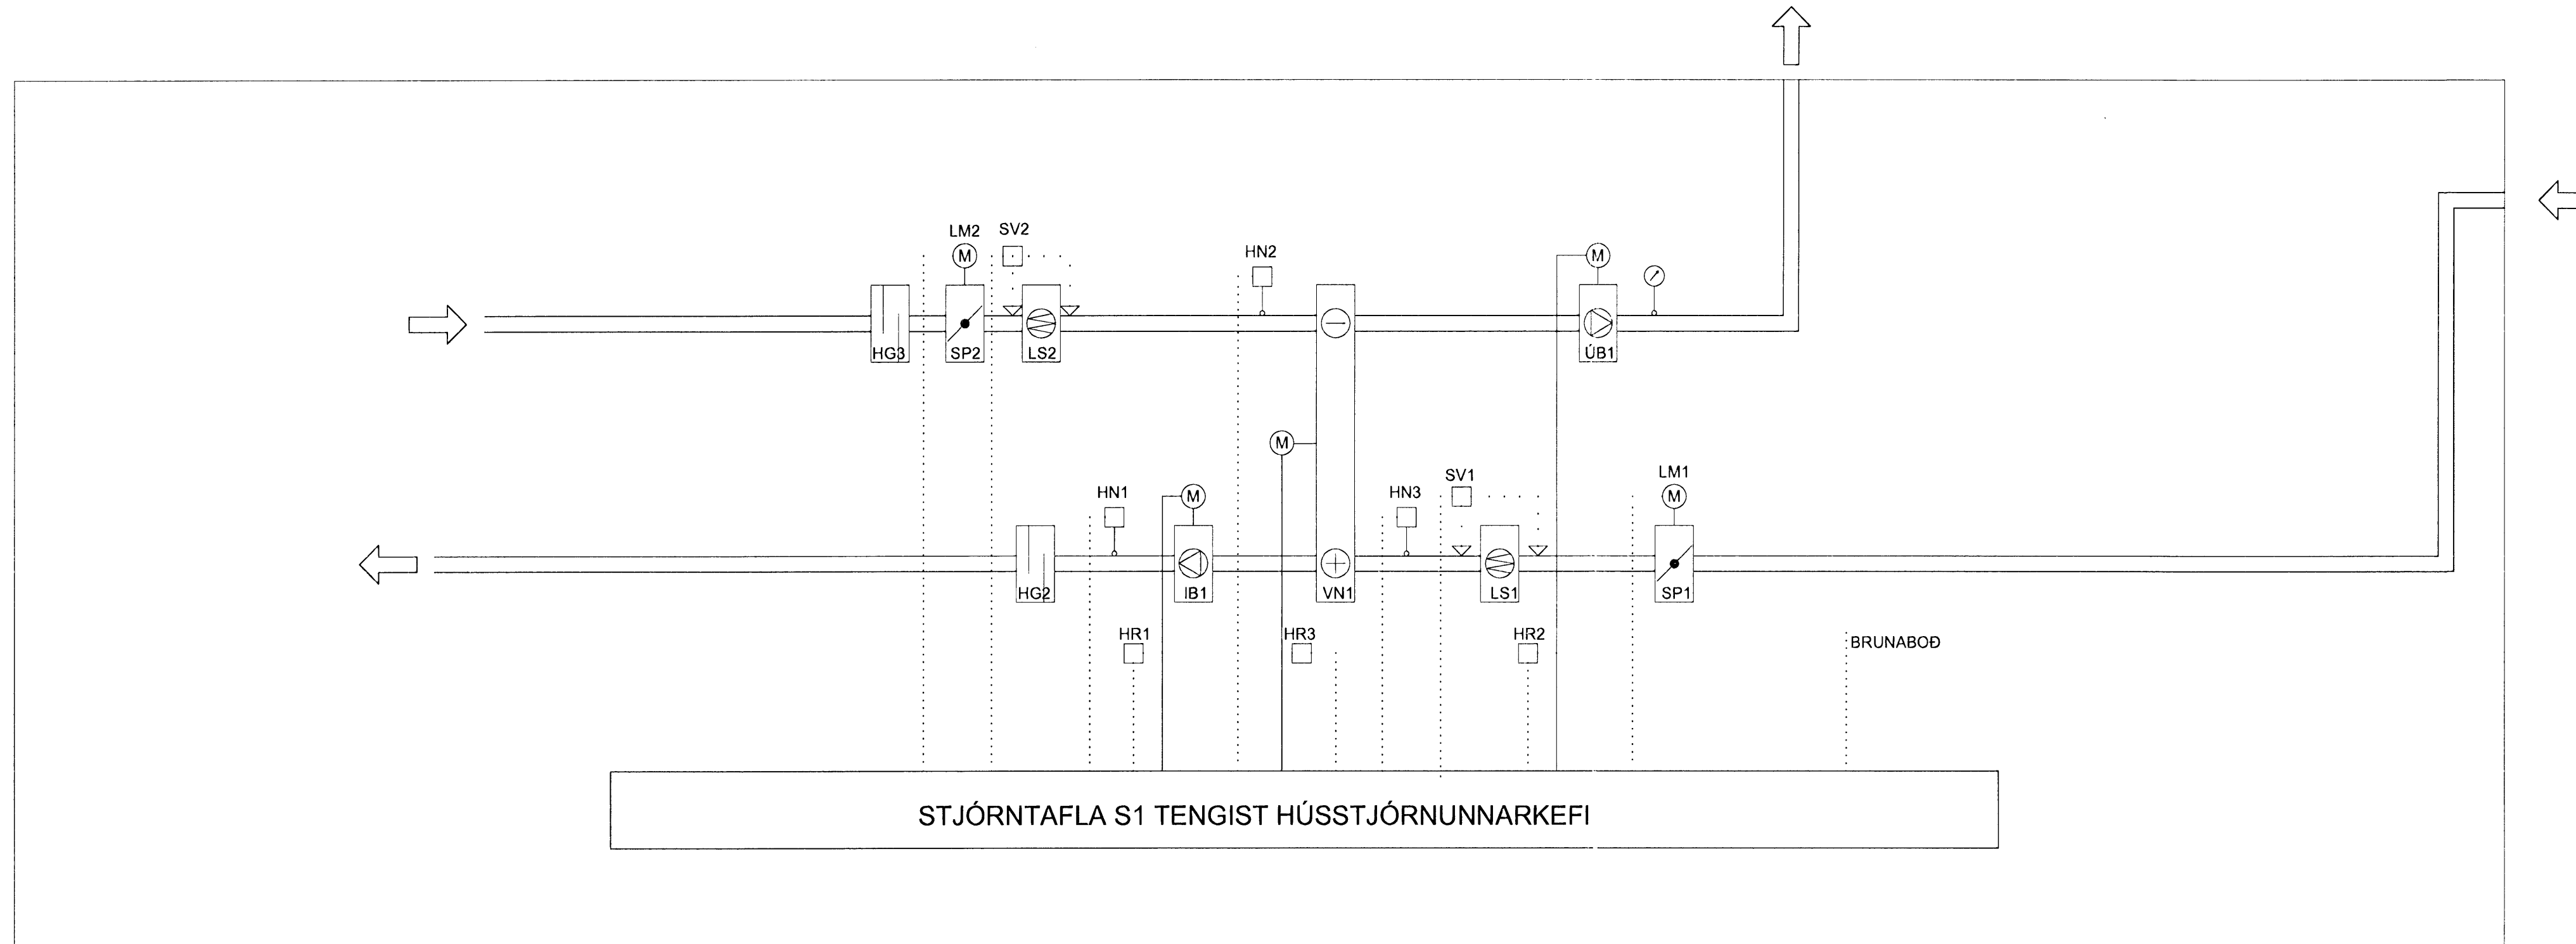 LM2
SV2
HN2
M
M
HG3
SP2
LS2
ÚB1
M
LM1
SV1
HN1
HN3
M
M
HG2
IB1
VN1
LS1
SP1
HR1
HR3
HR2
BRUNABOÐ
STJÓRNTAFLA S1 TENGIST HÚSSTJÓRNUNNARKEFI